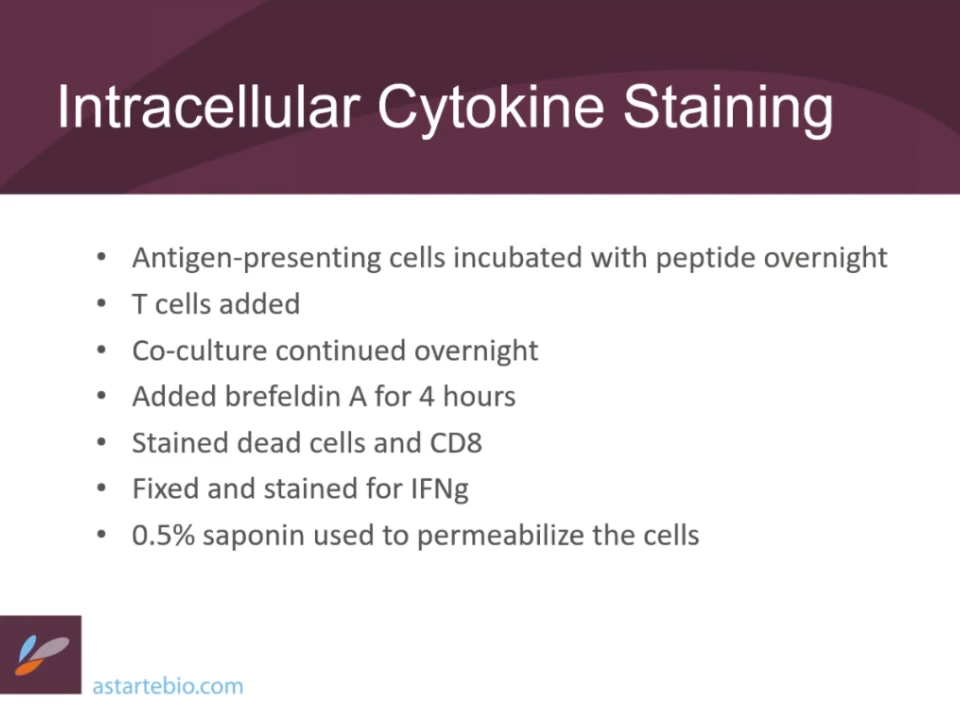 Intracellular Cytokine Staining
• Antigen-presenting cells incubated with peptide overnight
• T cells added
• Co-culture continued overnight
• Added brefeldin A for 4 hours
• Stained dead cells and CD8
• Fixed and stained for IFNg
• 0.5% saponin used to permeabilize the cells
astartebio.com